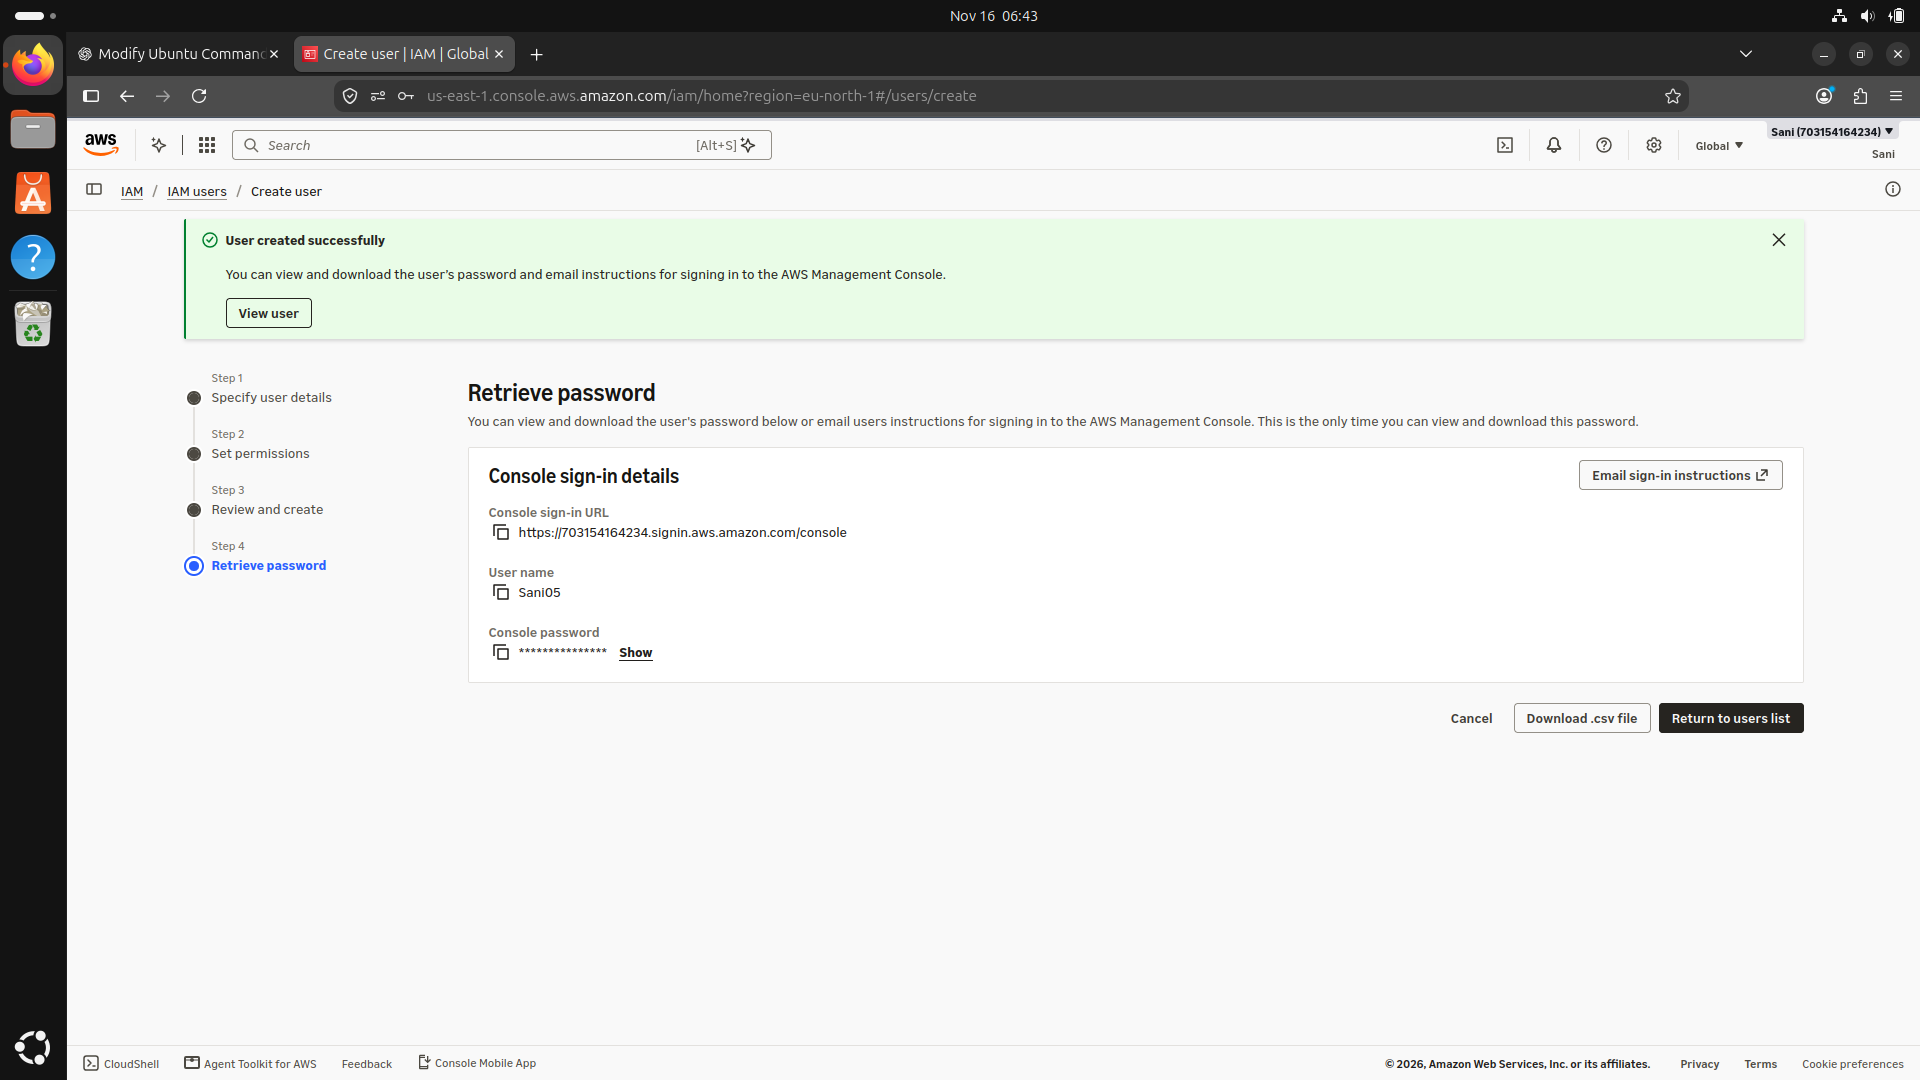 Nov 16 06:43
Modify Ubuntu Comman
Create user | IAM | Global
us-east-1.console.aws.amazon.com/iam/home?region=eu-north-1#/users/create
aws
Search
[Alt+S]
Global
Sani (703154164234)
Sani
IAM / IAM users / Create user
User created successfully
You can view and download the user's password and email instructions for signing in to the AWS Management Console.
View user
Step 1
Specify user details
Step 2
Set permissions
Step 3
Review and create
Step 4
Retrieve password
Retrieve password
You can view and download the user's password below or email users instructions for signing in to the AWS Management Console. This is the only time you can view and download this password.
Console sign-in details
Email sign-in instructions
Console sign-in URL
https://703154164234.signin.aws.amazon.com/console
User name
Sani05
Console password
*************** Show
Cancel
Download .csv file
Return to users list
CloudShell
Agent Toolkit for AWS
Feedback
Console Mobile App
© 2026, Amazon Web Services, Inc. or its affiliates.
Privacy
Terms
Cookie preferences